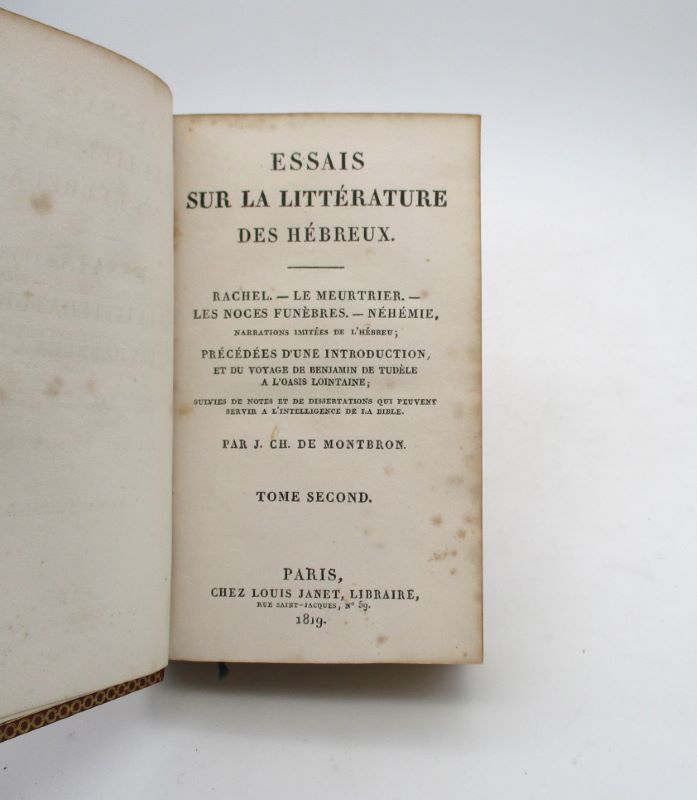 ESSAIS
SUR LA LITTÉRATURE
DES HÉBREUX.
RACHEL. — LE MEURTRIER. —
LES NOCES FUNÈBRES. — NÉHÉMIE,
NARRATIONS IMITÉES DE L'HÉBREU;
PRÉCÉDÉES D'UNE INTRODUCTION,
ET DU VOYAGE DE BENJAMIN DE TUDÈLE
A L'OASIS LOINTAINE;
SUIVIES DE NOTES ET DE DISSERTATIONS QUI PEUVENT
SERVIR A L'INTELLIGENCE DE LA BIBLE.
PAR J. CH. DE MONTBRON.
TOME SECOND.
PARIS,
CHEZ LOUIS JANET, LIBRAIRE,
RUE SAINT-JACQUES, N° 59.
1819.